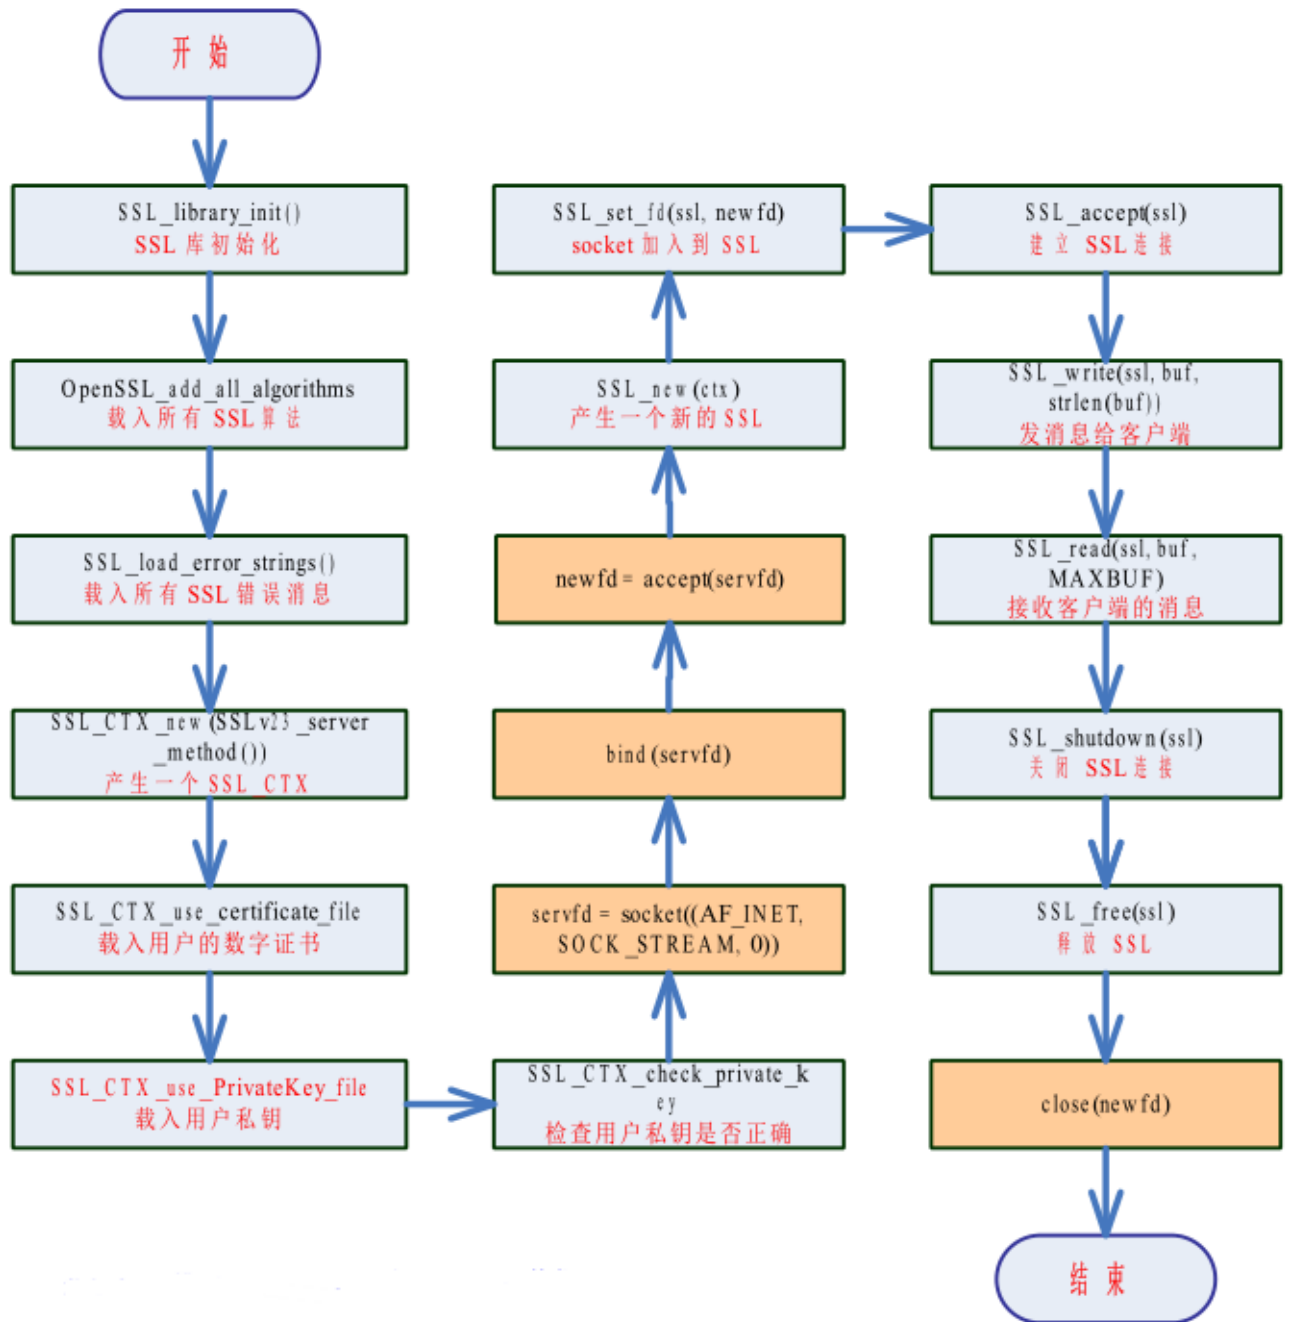 开 始
SSL_library_init()
SSL 库初始化
OpenSSL_add_all_algorithms
载入所有 SSL 算法
SSL_load_error_strings()
载入所有 SSL 错误消息
SSL_CTX_new(SSLv23_server
_method())
产生一个 SSL_CTX
SSL_CTX_use_certificate_file
载入用户的数字证书
SSL_CTX_use_PrivateKey_file
载入用户私钥
SSL_CTX_check_private_k
ey
检查用户私钥是否正确
servfd = socket((AF_INET,
SOCK_STREAM, 0))
bind(servfd)
newfd = accept(servfd)
SSL_new(ctx)
产生一个新的 SSL
SSL_set_fd(ssl, newfd)
socket 加入到 SSL
SSL_accept(ssl)
建立 SSL 连接
SSL_write(ssl, buf,
strlen(buf))
发消息给客户端
SSL_read(ssl, buf,
MAXBUF)
接收客户端的消息
SSL_shutdown(ssl)
关闭 SSL 连接
SSL_free(ssl)
释放 SSL
close(newfd)
结 束